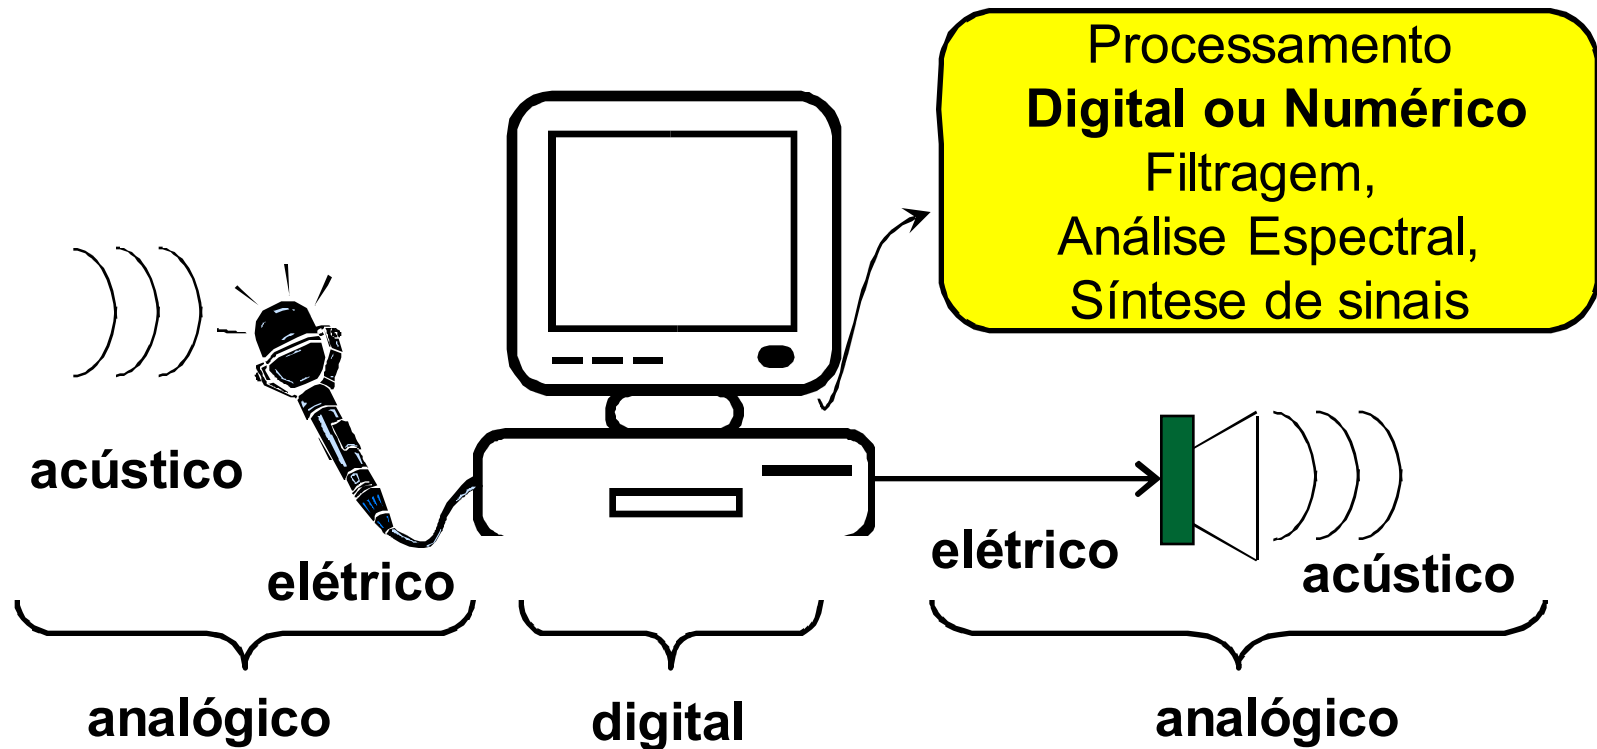 Processamento
Digital ou Numérico
Filtragem,
Análise Espectral,
Síntese de sinais
acústico
elétrico
elétrico
acústico
analógico
digital
analógico